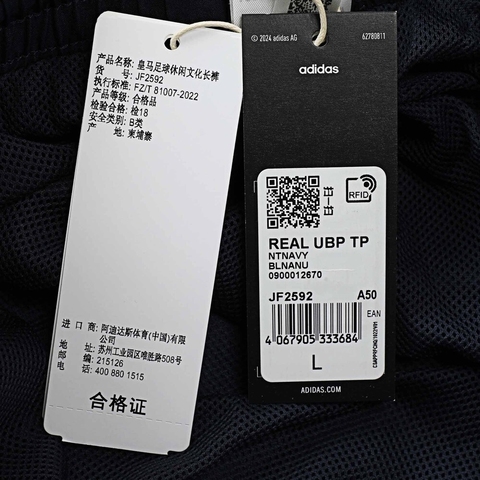 产品名称: 皇马足球休闲文化长裤
货 号: JF2592
执行标准: FZ/T 81007-2022
产品等级: 合格品
检验合格: 检18
安全类别: B类
产 地: 柬埔寨
进 口 商: 阿迪达斯体育(中国)有限公司
地 址: 苏州工业园区唯胜路508号
邮 编: 215126
电 话: 400 880 1515
合格证
© 2024 adidas AG
62780811
adidas
RFID
REAL UBP TP
NTNAVY
BLNANU
0900012670
JF2592 A50
EAN
4 067905 333684
L
ADIDAS.COM